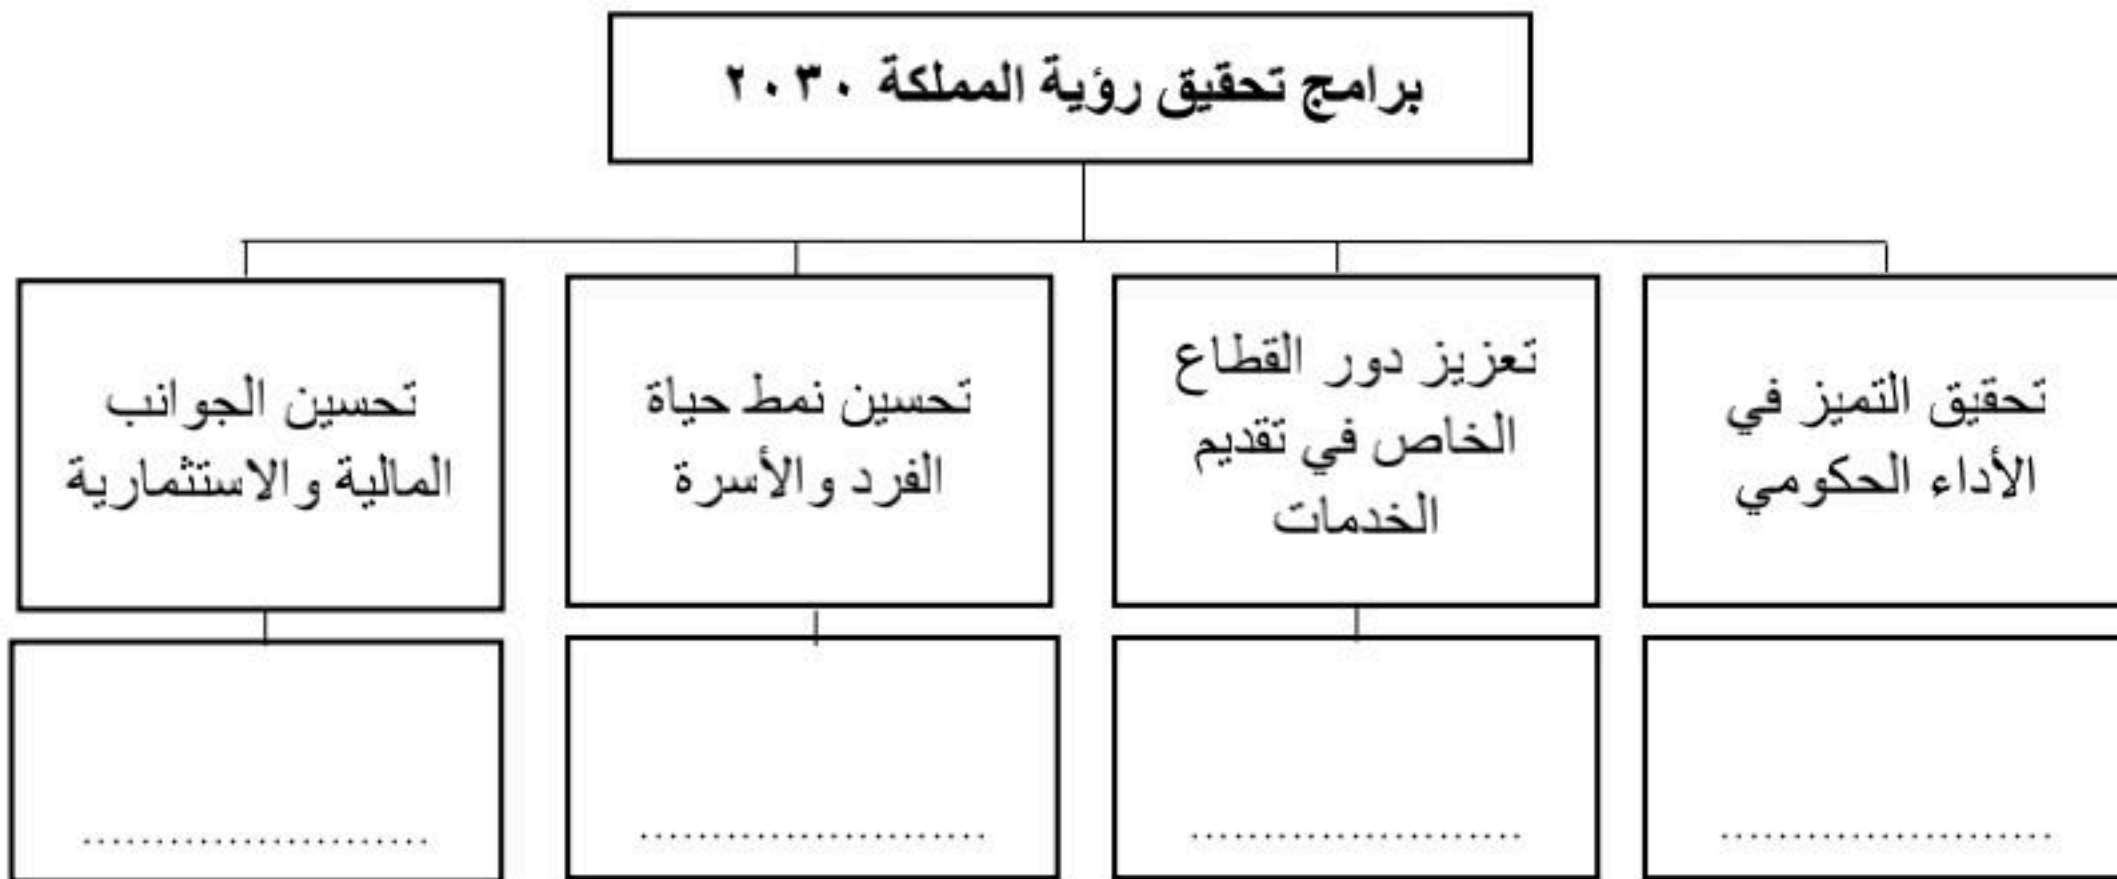 برامج تحقيق رؤية المملكة ٢٠٣٠
تحقيق التميز في
الأداء الحكومي
تعزيز دور القطاع
الخاص في تقديم
الخدمات
تحسين نمط حياة
الفرد والأسرة
تحسين الجوانب
المالية والاستثمارية